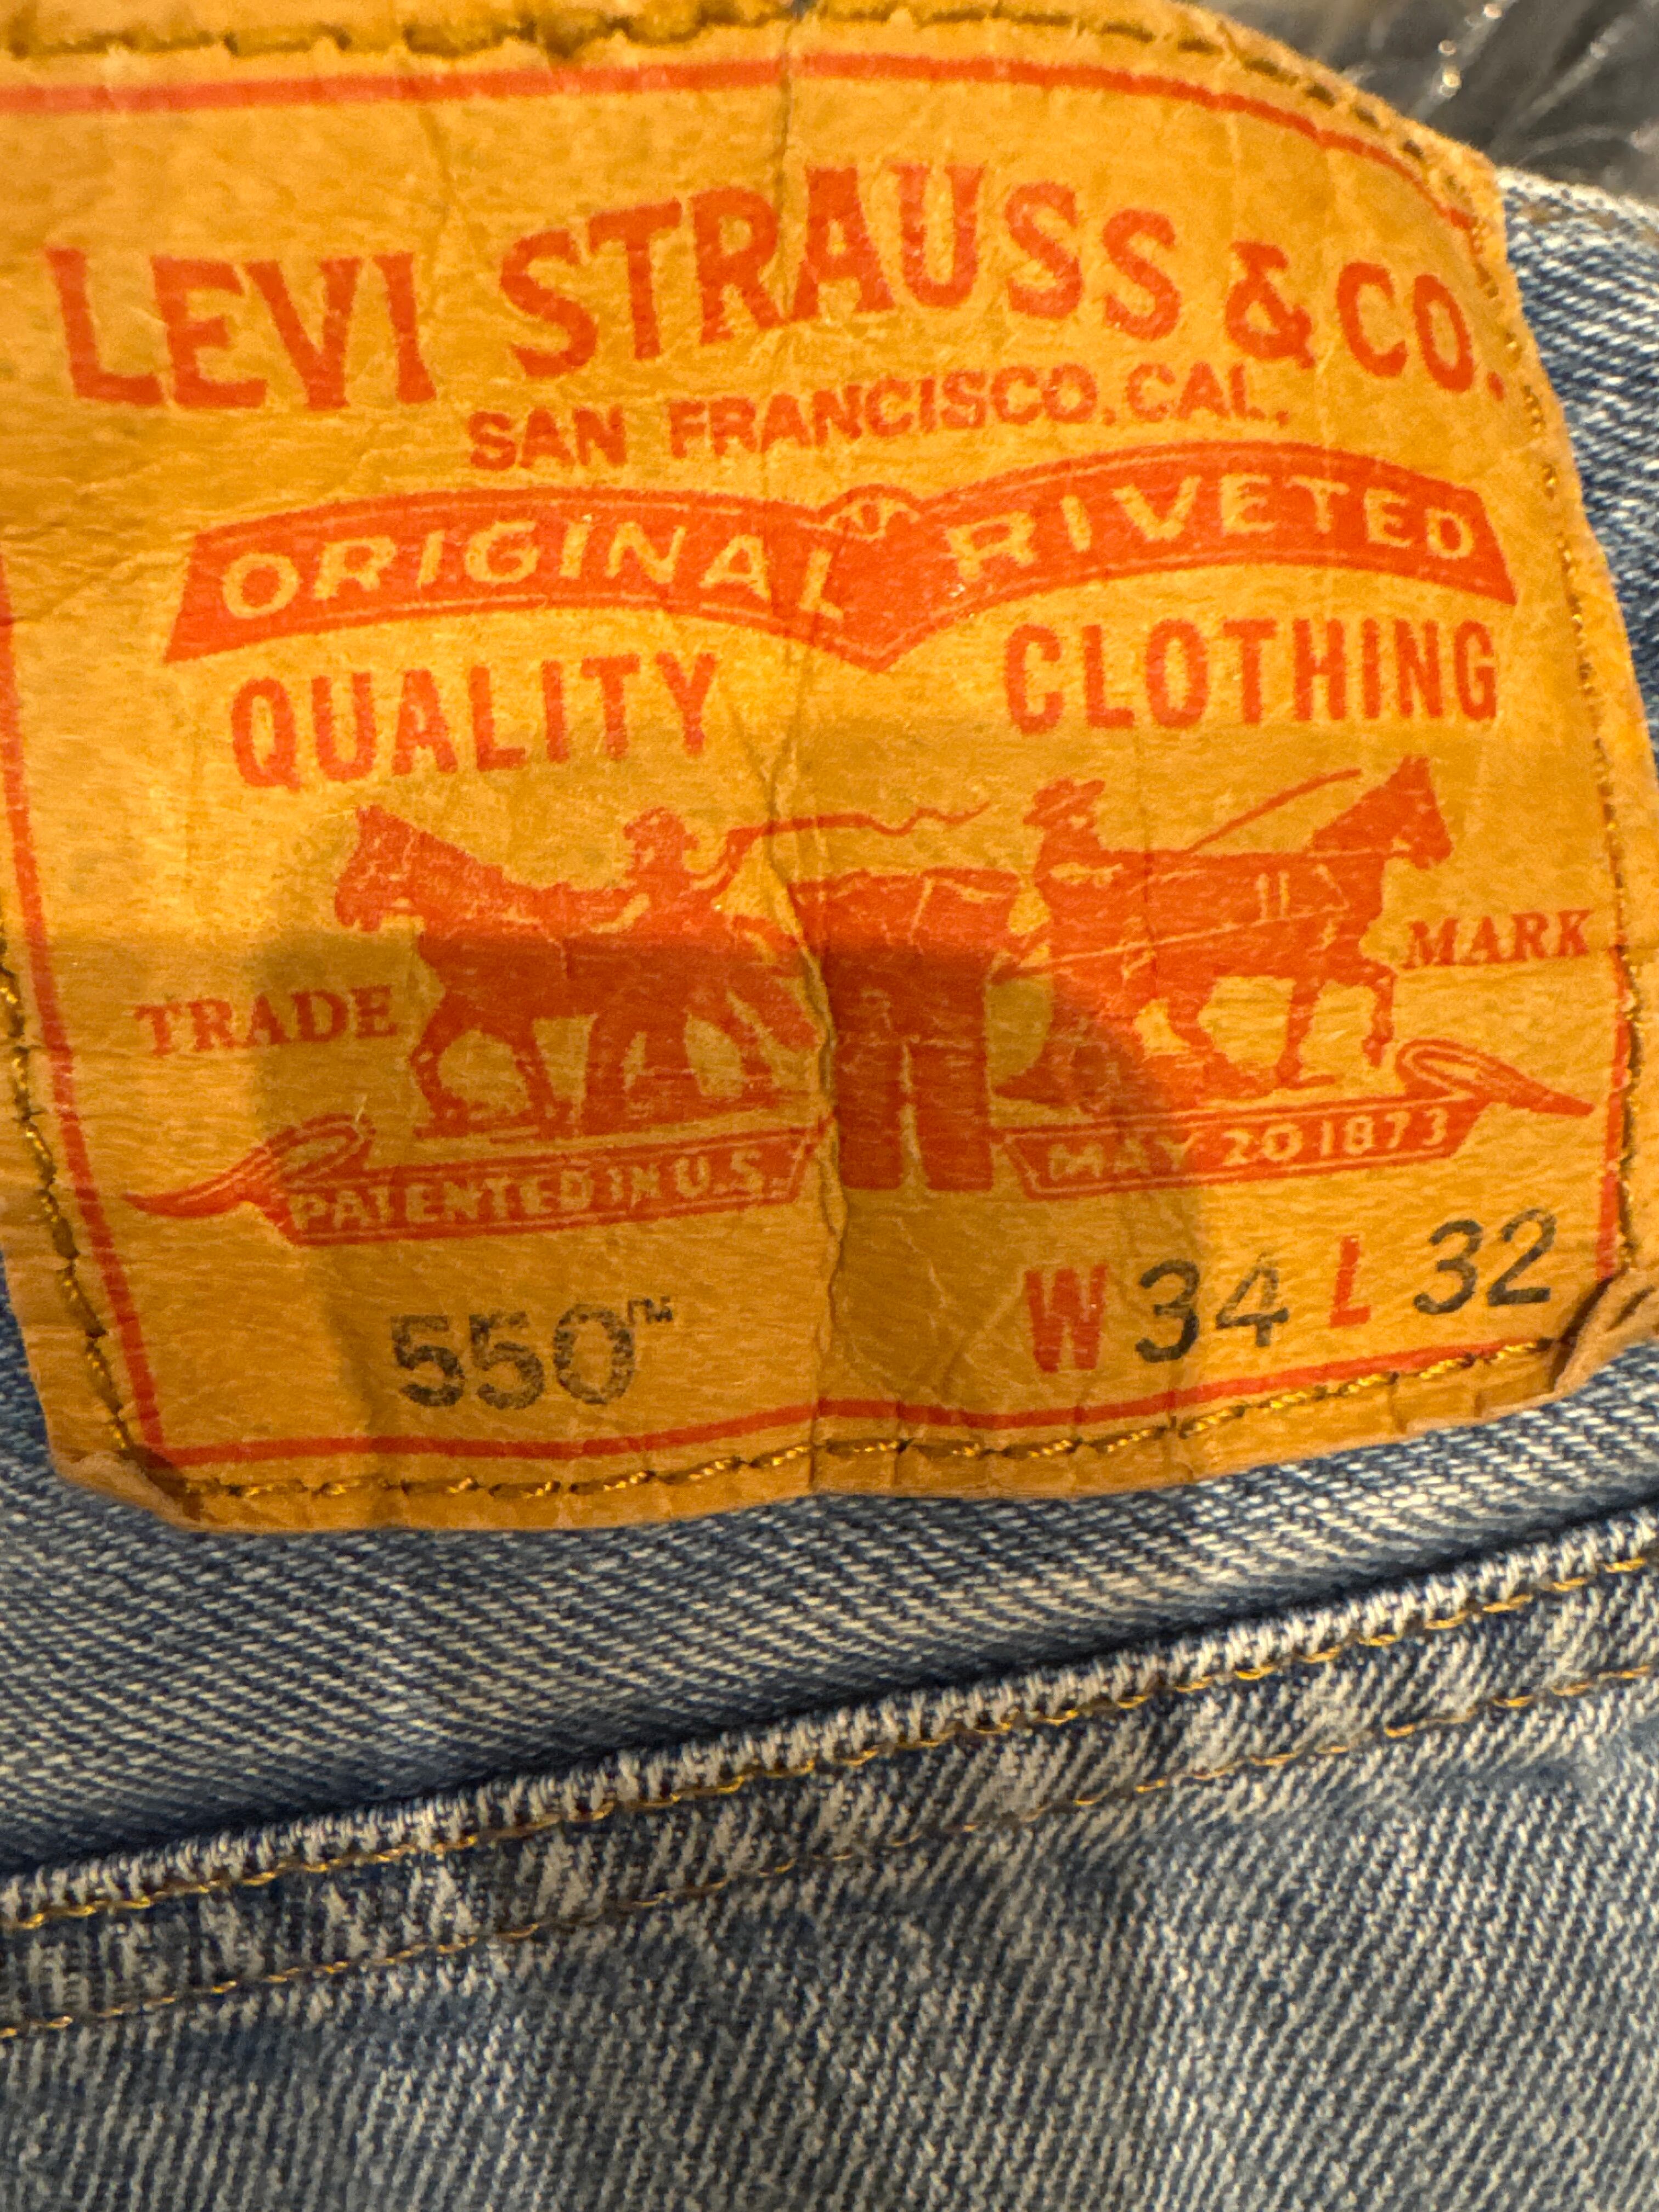 LEVI STRAUSS & CO.
SAN FRANCISCO, CAL.
ORIGINAL RIVETED
QUALITY CLOTHING
TRADE MARK
PATENTED IN U.S. MAY 20 1873
550™ W 34 L 32